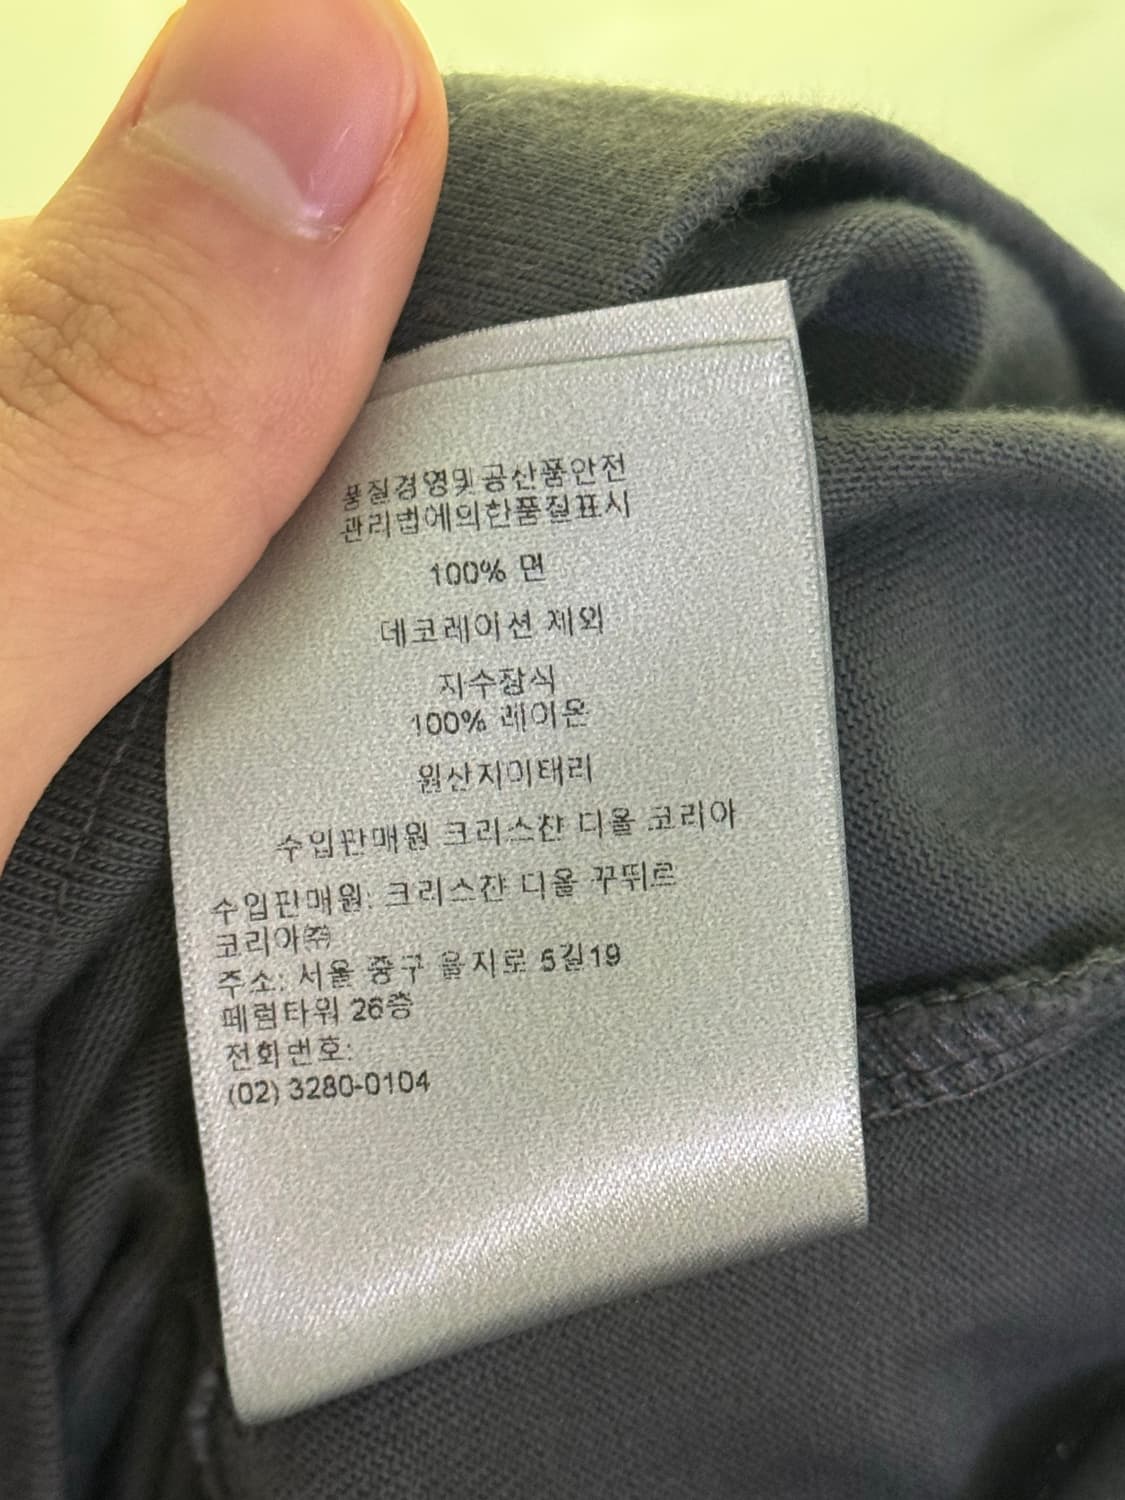 품질경영및공산품안전
관리법에의한품질표시
100% 면
데코레이션 제외
자수장식
100% 레이온
원산지이태리
수입판매원 크리스챤 디올 코리아
수입판매원: 크리스챤 디올 꾸뛰르
코리아㈜
주소: 서울 중구 을지로 5길19
페럼타워 26층
전화번호:
(02) 3280-0104